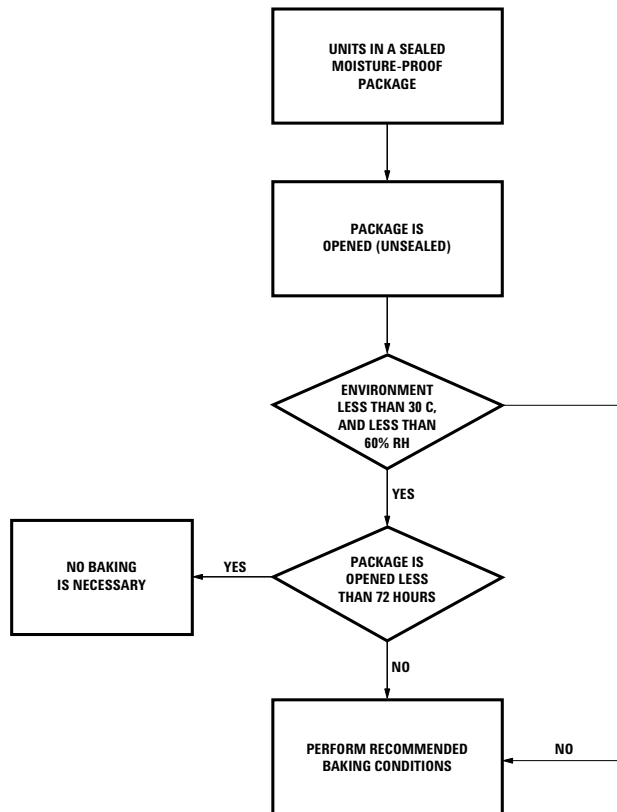 UNITS IN A SEALED
MOISTURE-PROOF
PACKAGE
PACKAGE IS
OPENED (UNSEALED)
ENVIRONMENT
LESS THAN 30 C,
AND LESS THAN
60% RH
YES
NO BAKING
IS NECESSARY
YES
PACKAGE IS
OPENED LESS
THAN 72 HOURS
NO
PERFORM RECOMMENDED
BAKING CONDITIONS
NO